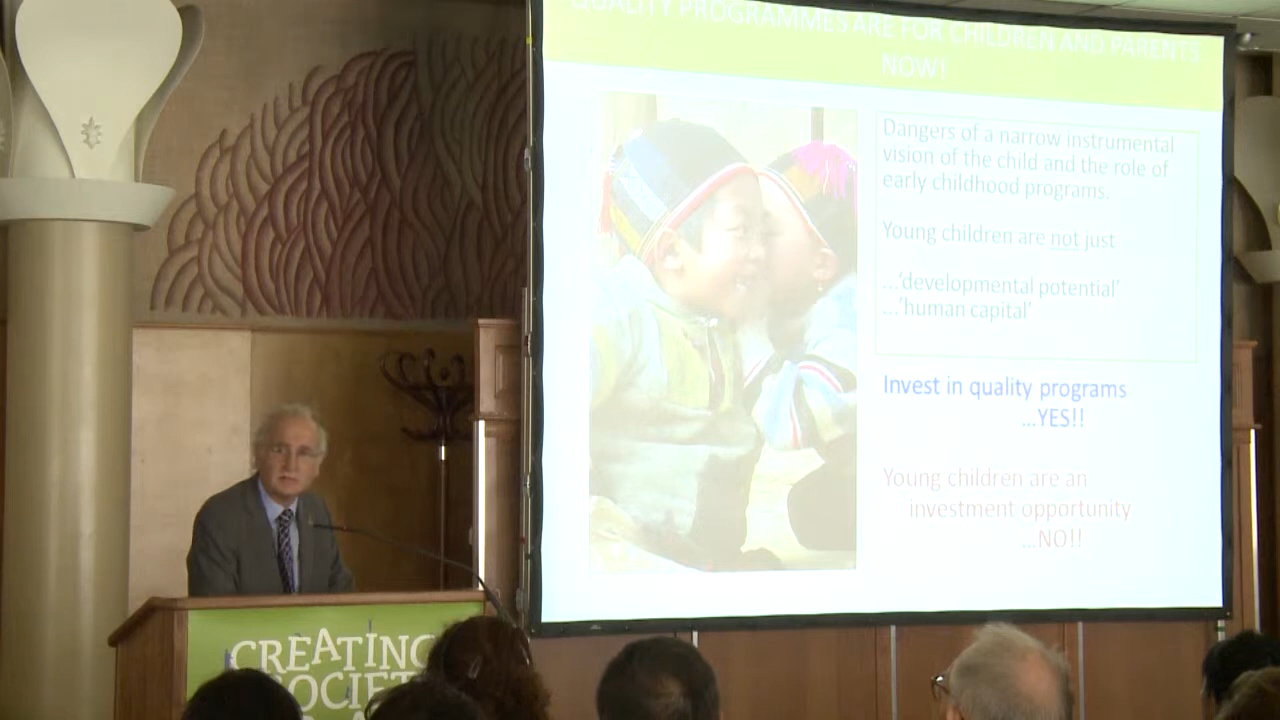 QUALITY PROGRAMMES ARE FOR CHILDREN AND PARENTS
NOW!
Dangers of a narrow instrumental
vision of the child and the role of
early childhood programs.
Young children are not just
...'developmental potential'
...'human capital'
Invest in quality programs
...YES!!
Young children are an
investment opportunity
...NO!!
CREATING